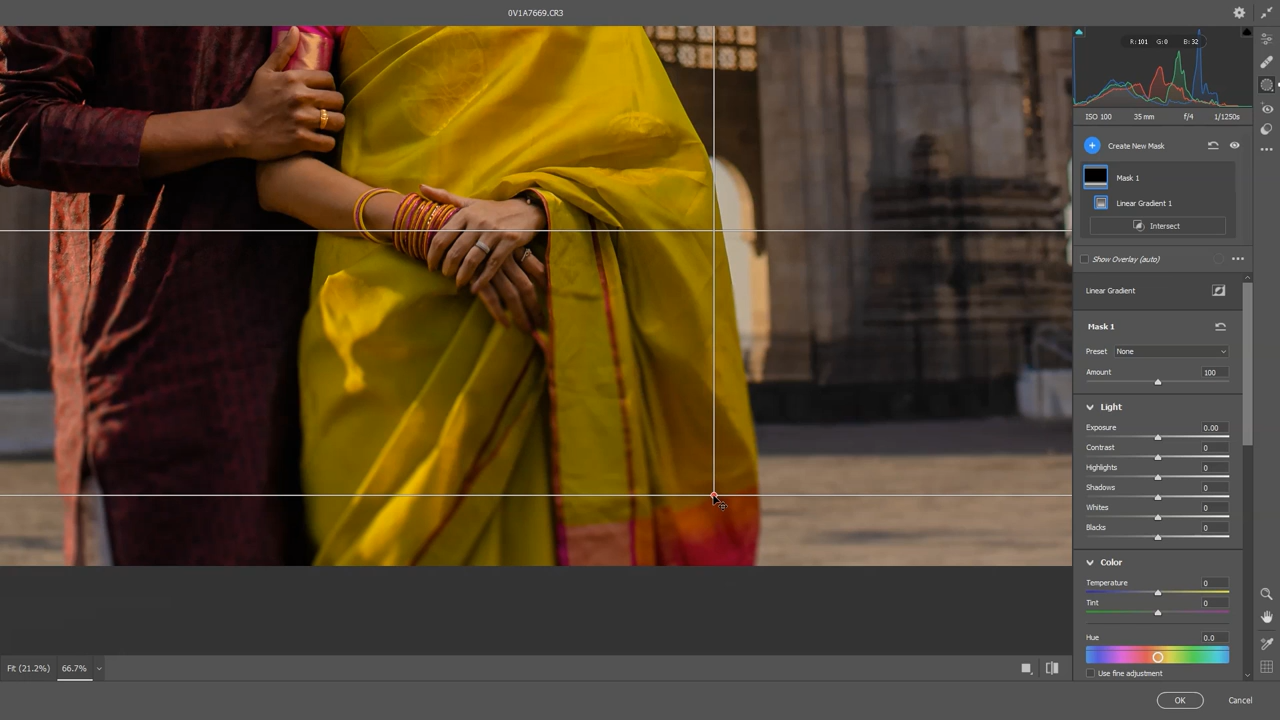 0V1A7669.CR3
R:101 G:0 B:32
ISO 100 35 mm f/4 1/1250s
Create New Mask
Mask 1
Linear Gradient 1
Intersect
Show Overlay (auto)
Linear Gradient
Mask 1
Preset None
Amount 100
Light
Exposure 0.00
Contrast 0
Highlights 0
Shadows 0
Whites 0
Blacks 0
Color
Temperature 0
Tint 0
Hue 0.0
Use fine adjustment
Fit (21.2%) 66.7%
OK Cancel